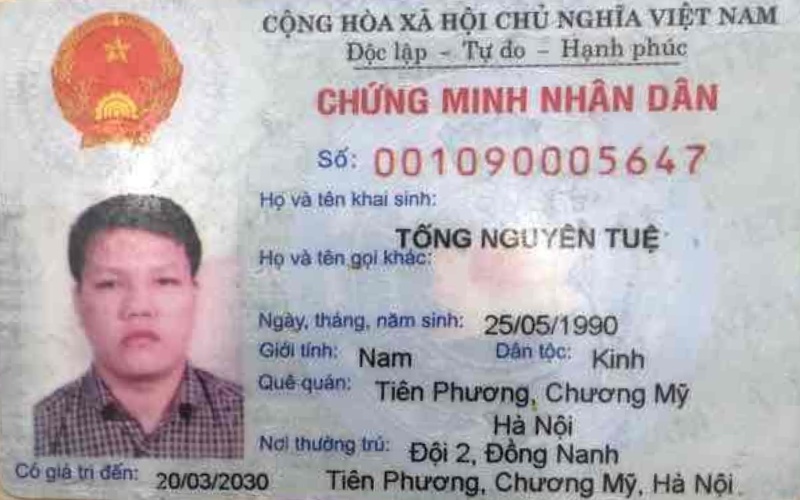 CỘNG HÒA XÃ HỘI CHỦ NGHĨA VIỆT NAM
Độc lập - Tự do - Hạnh phúc
CHỨNG MINH NHÂN DÂN
Số: 001090005647
Họ và tên khai sinh:
TỐNG NGUYÊN TUỆ
Họ và tên gọi khác:
Ngày, tháng, năm sinh: 25/05/1990
Giới tính: Nam Dân tộc: Kinh
Quê quán: Tiên Phương, Chương Mỹ
Hà Nội
Nơi thường trú: Đội 2, Đồng Nanh
Tiên Phương, Chương Mỹ, Hà Nội
Có giá trị đến: 20/03/2030